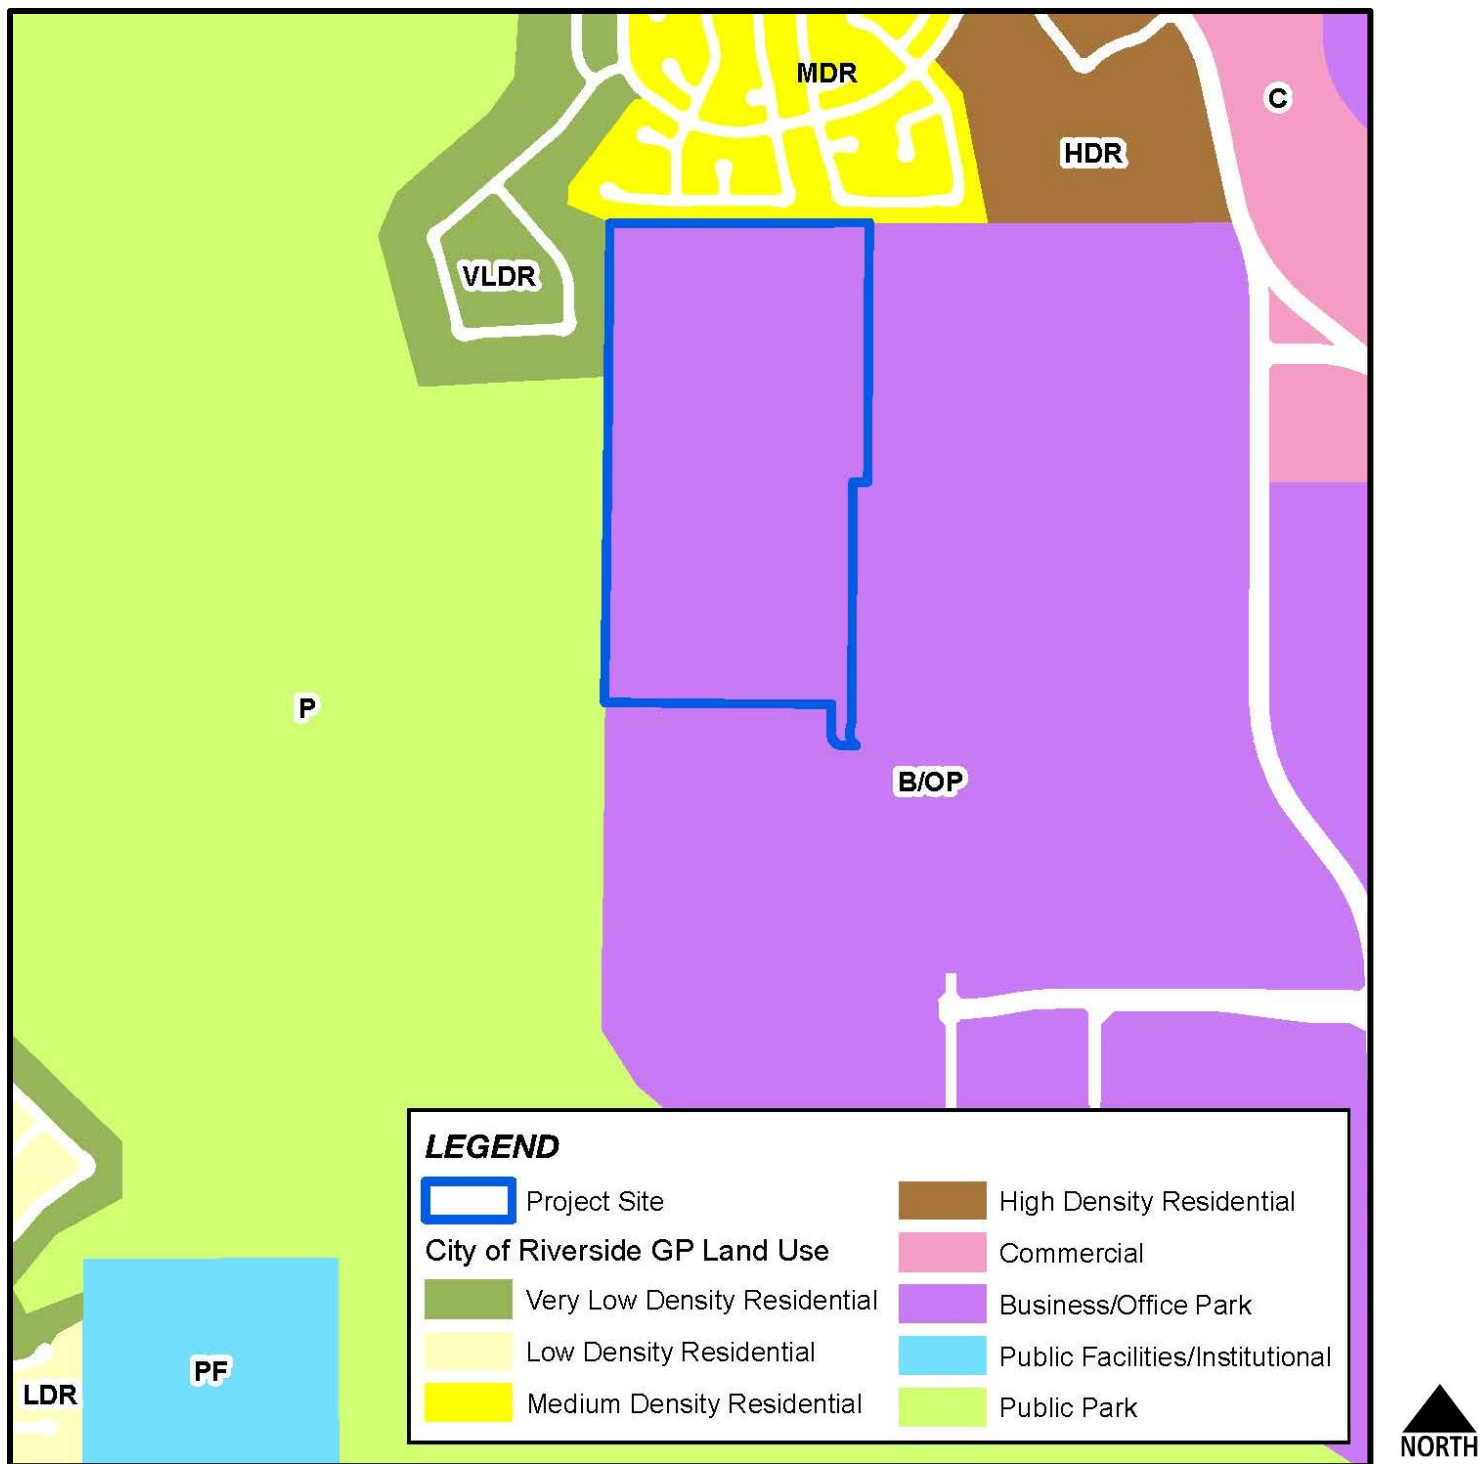 MDR
C
HDR
VLDR
P
B/OP
LEGEND
Project Site
City of Riverside GP Land Use
Very Low Density Residential
Low Density Residential
Medium Density Residential
High Density Residential
Commercial
Business/Office Park
Public Facilities/Institutional
Public Park
PF
LDR
NORTH